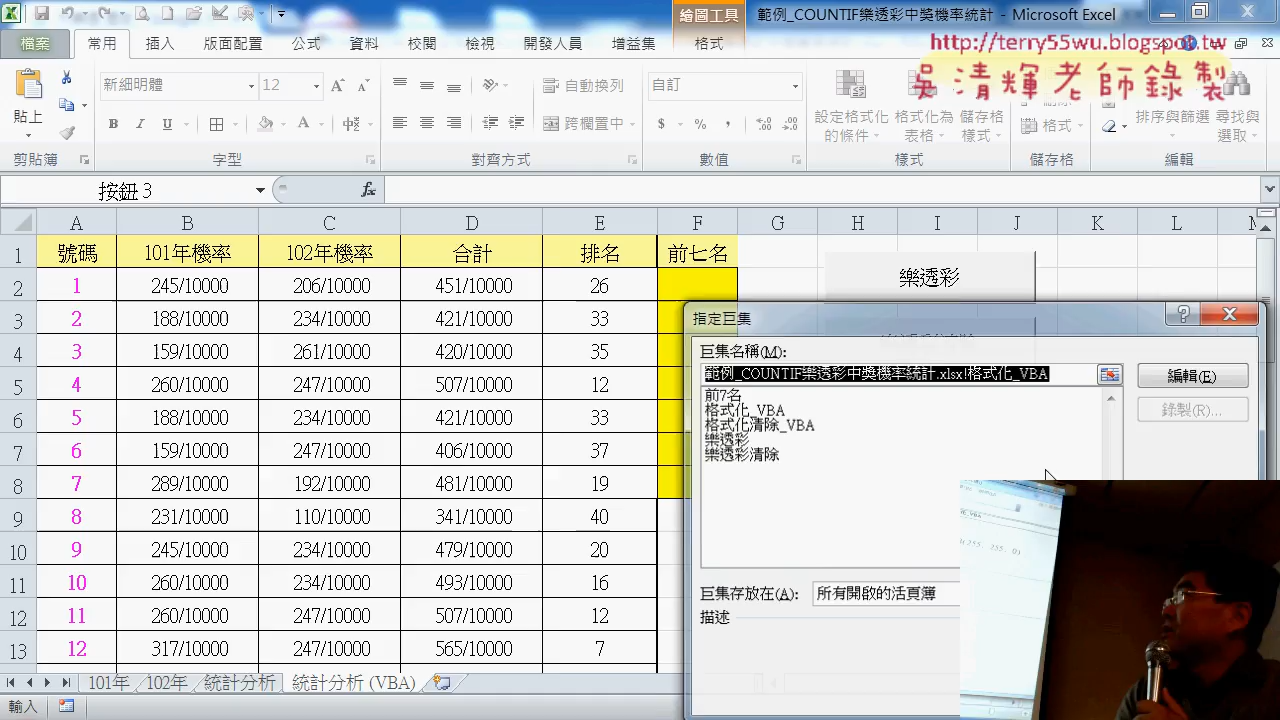 繪圖工具
範例_COUNTIF樂透彩中獎機率統計 - Microsoft Excel
檔案 常用 插入 版面配置 公式 資料 校閱 檢視 開發人員 增益集 格式
http://terry55wu.blogspot.tw
吳清輝老師錄製
貼上
新細明體 12
自動換列
跨欄置中
自訂
設定格式化的條件
格式化為表格
儲存格樣式
格式
排序與篩選
尋找與選取
剪貼簿 字型 對齊方式 數值 樣式 儲存格 編輯
按鈕 3 fx
A B C D E F G H I J K L M
1 號碼 101年機率 102年機率 合計 排名 前七名
2 1 245/10000 206/10000 451/10000 26
3 2 188/10000 234/10000 421/10000 33
4 3 159/10000 261/10000 420/10000 35
5 4 260/10000 247/10000 507/10000 12
6 5 188/10000 234/10000 421/10000 33
7 6 159/10000 247/10000 406/10000 37
8 7 289/10000 192/10000 481/10000 19
9 8 231/10000 110/10000 341/10000 40
10 9 245/10000 234/10000 479/10000 20
11 10 260/10000 234/10000 493/10000 16
12 11 260/10000 247/10000 507/10000 12
13 12 317/10000 247/10000 565/10000 7
樂透彩
指定巨集
巨集名稱(M):
範例_COUNTIF樂透彩中獎機率統計.xlsx!格式化_VBA
編輯(E)
錄製(R)...
前7名
格式化_VBA
格式化清除_VBA
樂透彩
樂透彩清除
巨集存放在(A): 所有開啟的活頁簿
描述
101年 102年 統計分析 統計分析 (VBA)
輸入